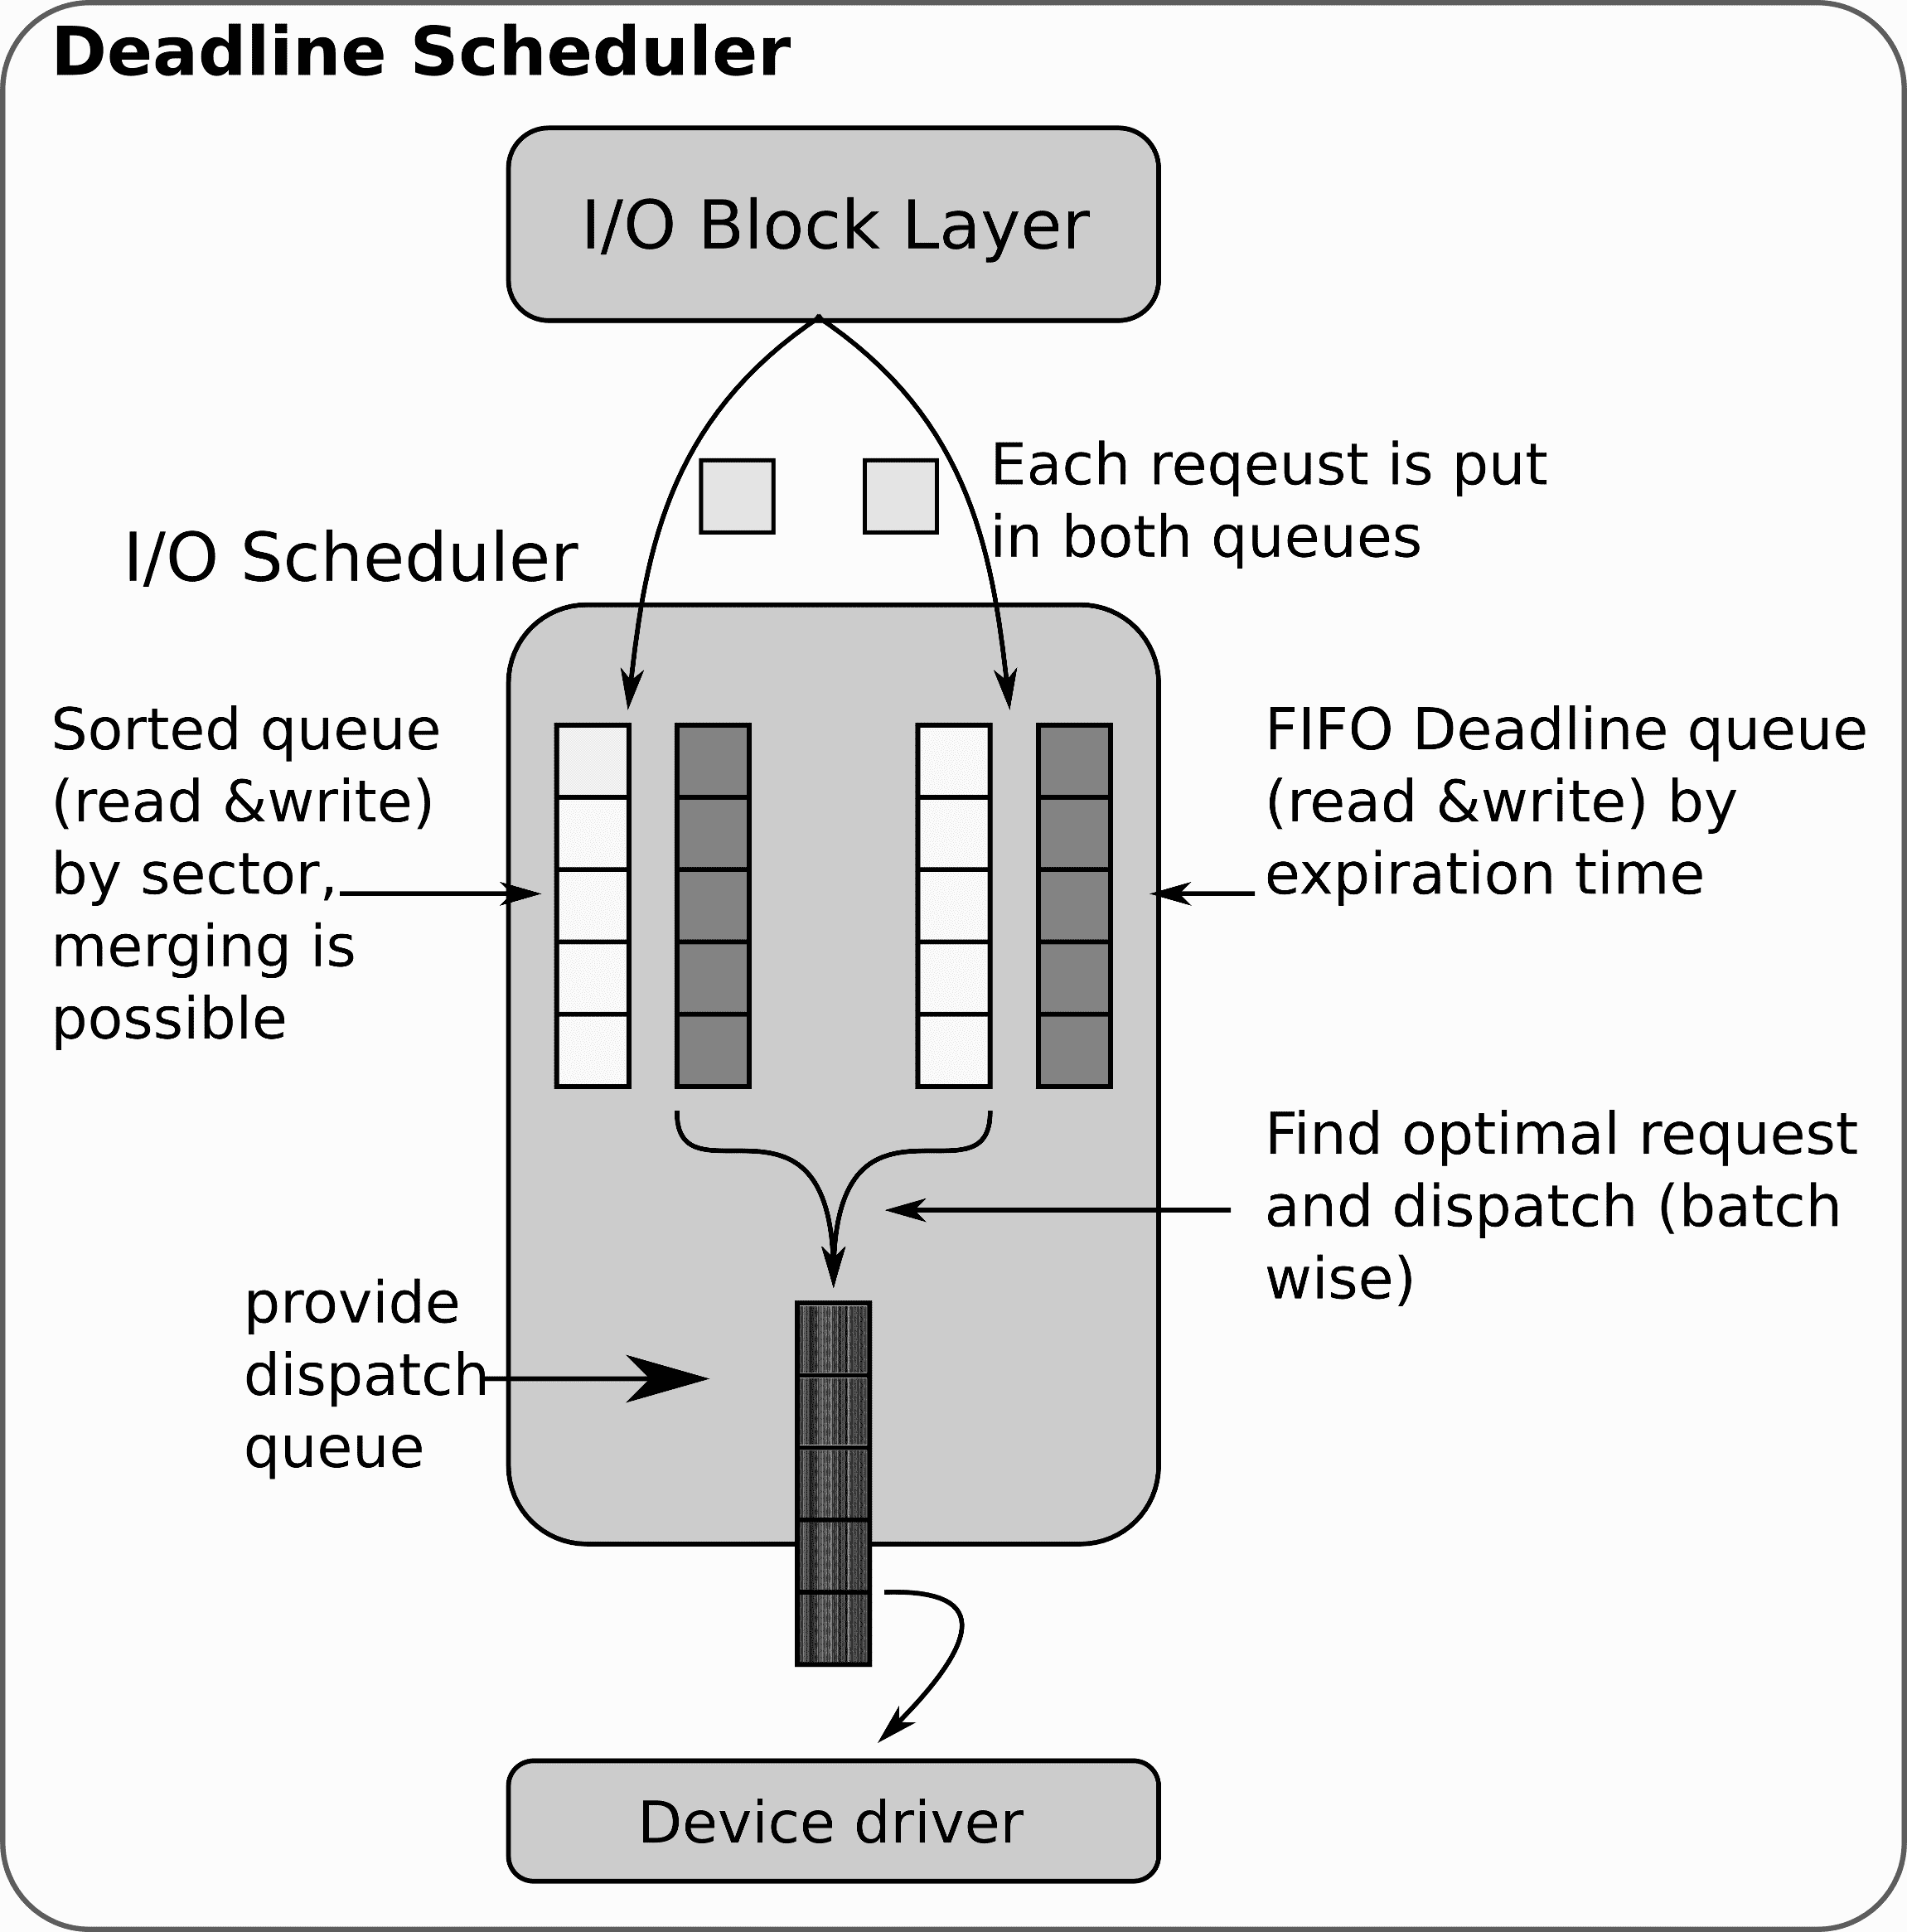 Deadline Scheduler
I/O Block Layer
Each reqeust is put
in both queues
I/O Scheduler
Sorted queue
(read &write)
by sector,
merging is
possible
FIFO Deadline queue
(read &write) by
expiration time
Find optimal request
and dispatch (batch
wise)
provide
dispatch
queue
Device driver